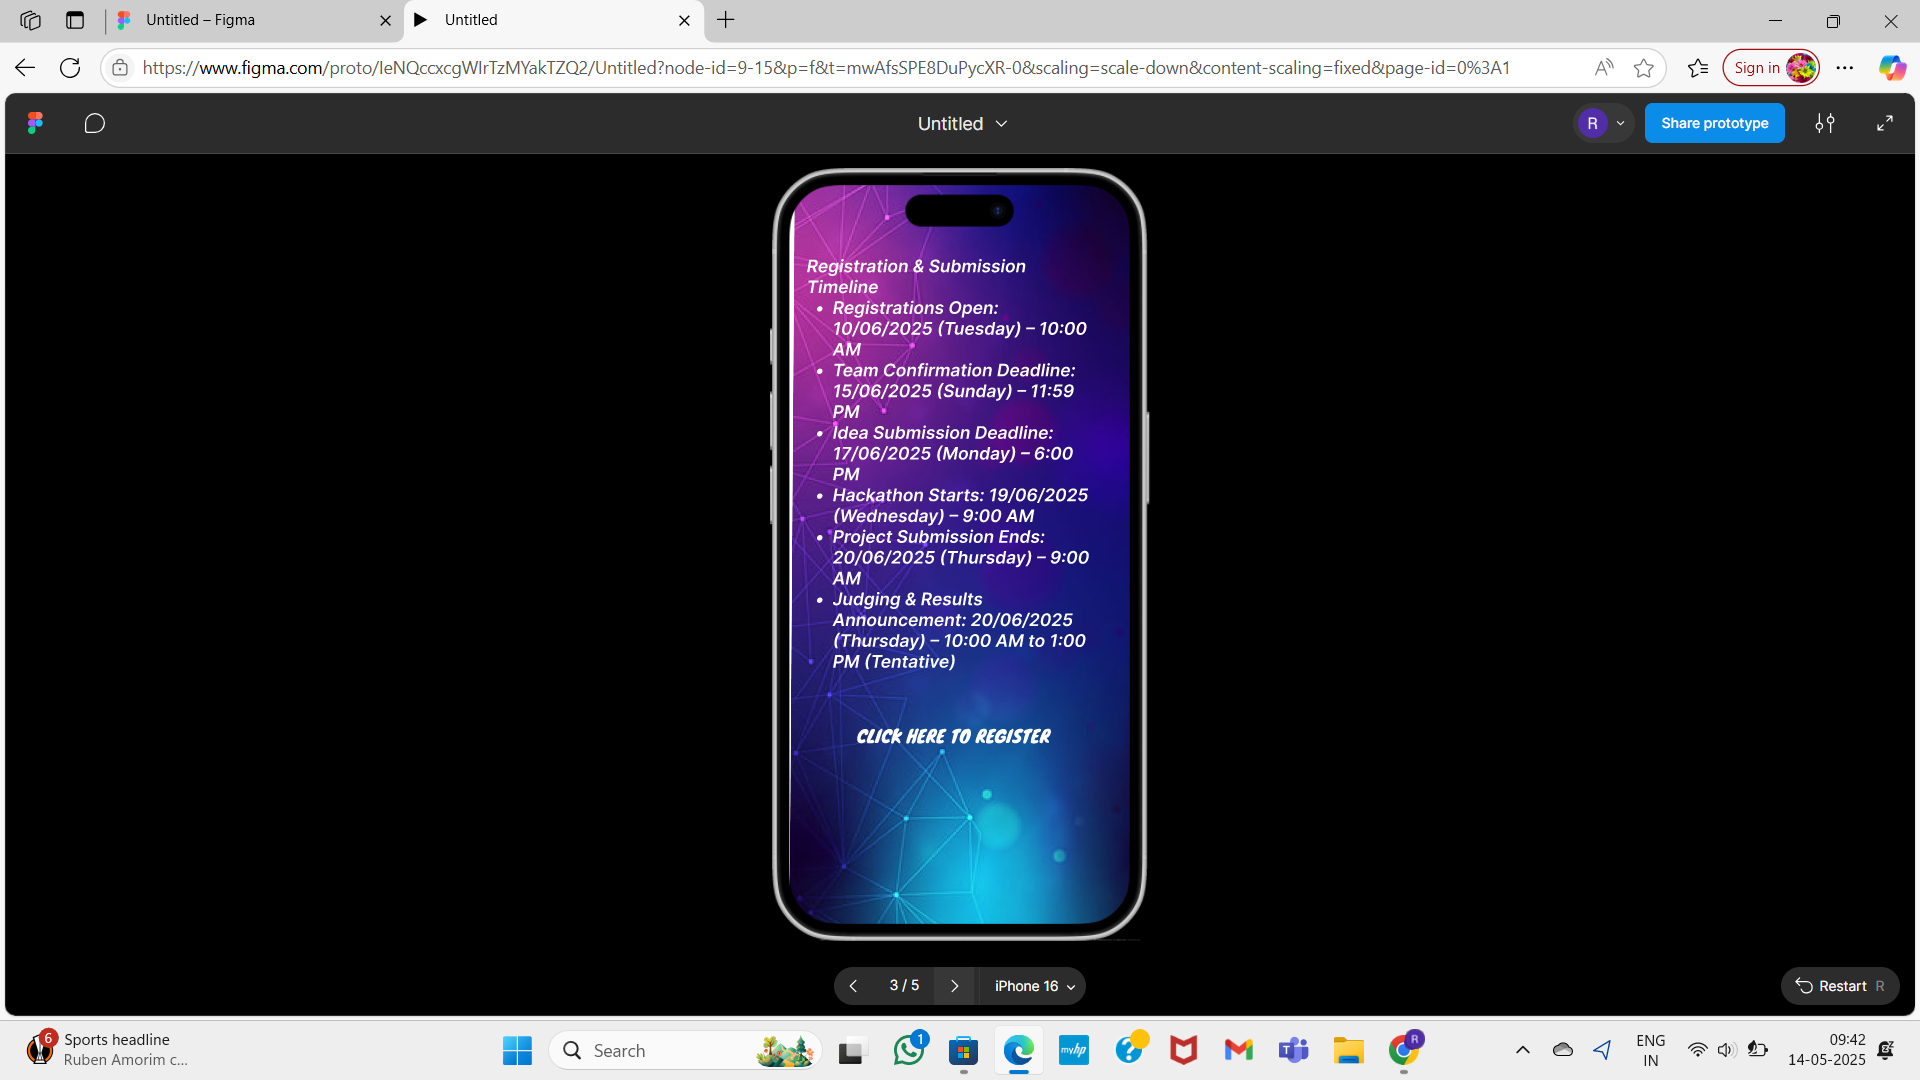 Untitled – Figma
Untitled
https://www.figma.com/proto/IeNQccxcgWIrTzMYakTZQ2/Untitled?node-id=9-15&p=f&t=mwAfsSPE8DuPycXR-0&scaling=scale-down&content-scaling=fixed&page-id=0%3A1
Sign in
Untitled
R
Share prototype
Registration & Submission
Timeline
• Registrations Open:
10/06/2025 (Tuesday) – 10:00
AM
• Team Confirmation Deadline:
15/06/2025 (Sunday) – 11:59
PM
• Idea Submission Deadline:
17/06/2025 (Monday) – 6:00
PM
• Hackathon Starts: 19/06/2025
(Wednesday) – 9:00 AM
• Project Submission Ends:
20/06/2025 (Thursday) – 9:00
AM
• Judging & Results
Announcement: 20/06/2025
(Thursday) – 10:00 AM to 1:00
PM (Tentative)
CLICK HERE TO REGISTER
3 / 5
iPhone 16
Restart R
6
Sports headline
Ruben Amorim c...
Search
1
myhp
R
ENG
IN
09:42
14-05-2025